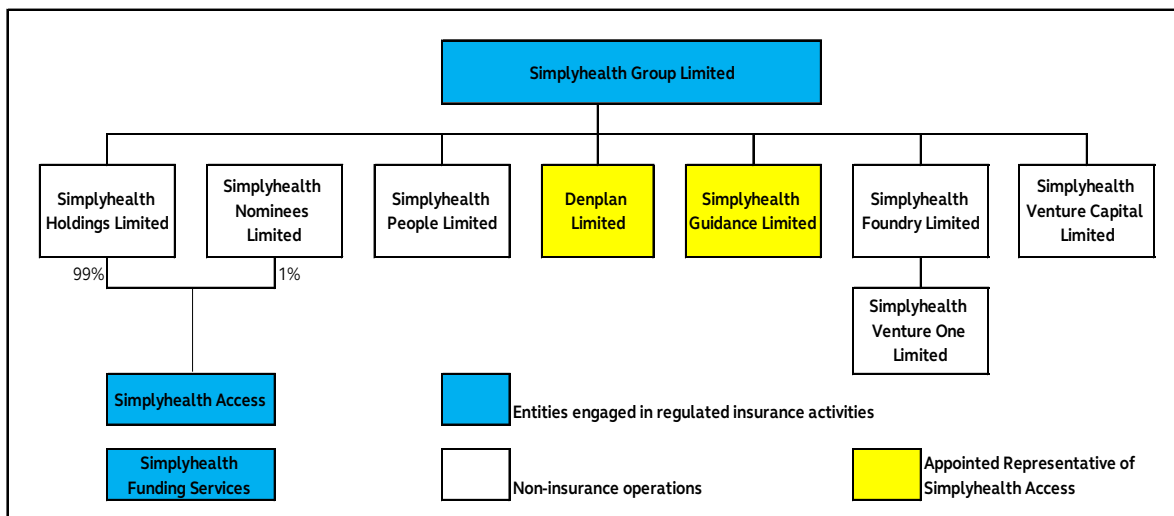 Simplyhealth Group Limited
Simplyhealth
Holdings Limited
Simplyhealth
Nominees
Limited
Simplyhealth
People Limited
Denplan
Limited
Simplyhealth
Guidance Limited
Simplyhealth
Foundry Limited
Simplyhealth
Venture Capital
Limited
99%
1%
Simplyhealth
Venture One
Limited
Simplyhealth Access
Entities engaged in regulated insurance activities
Simplyhealth
Funding Services
Non-insurance operations
Appointed Representative of
Simplyhealth Access